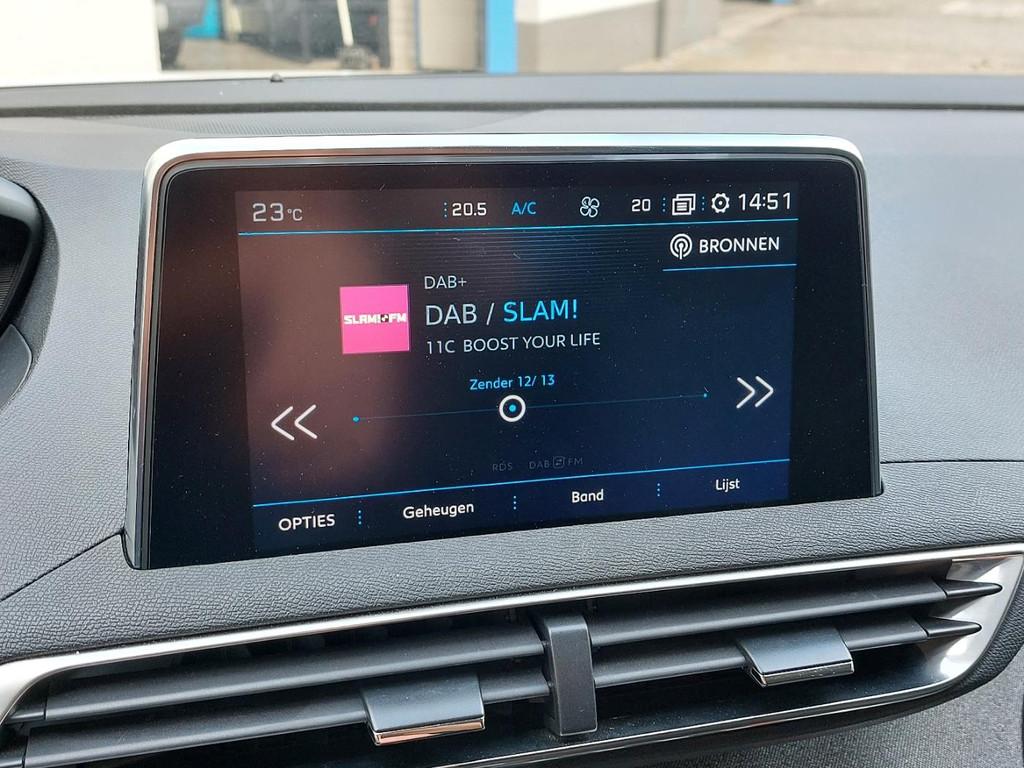 23°C 20.5 A/C 20 14:51
BRONNEN
DAB+
SLAM!FM
DAB / SLAM!
11C BOOST YOUR LIFE
Zender 12/ 13
RDS DAB FM
OPTIES Geheugen Band Lijst